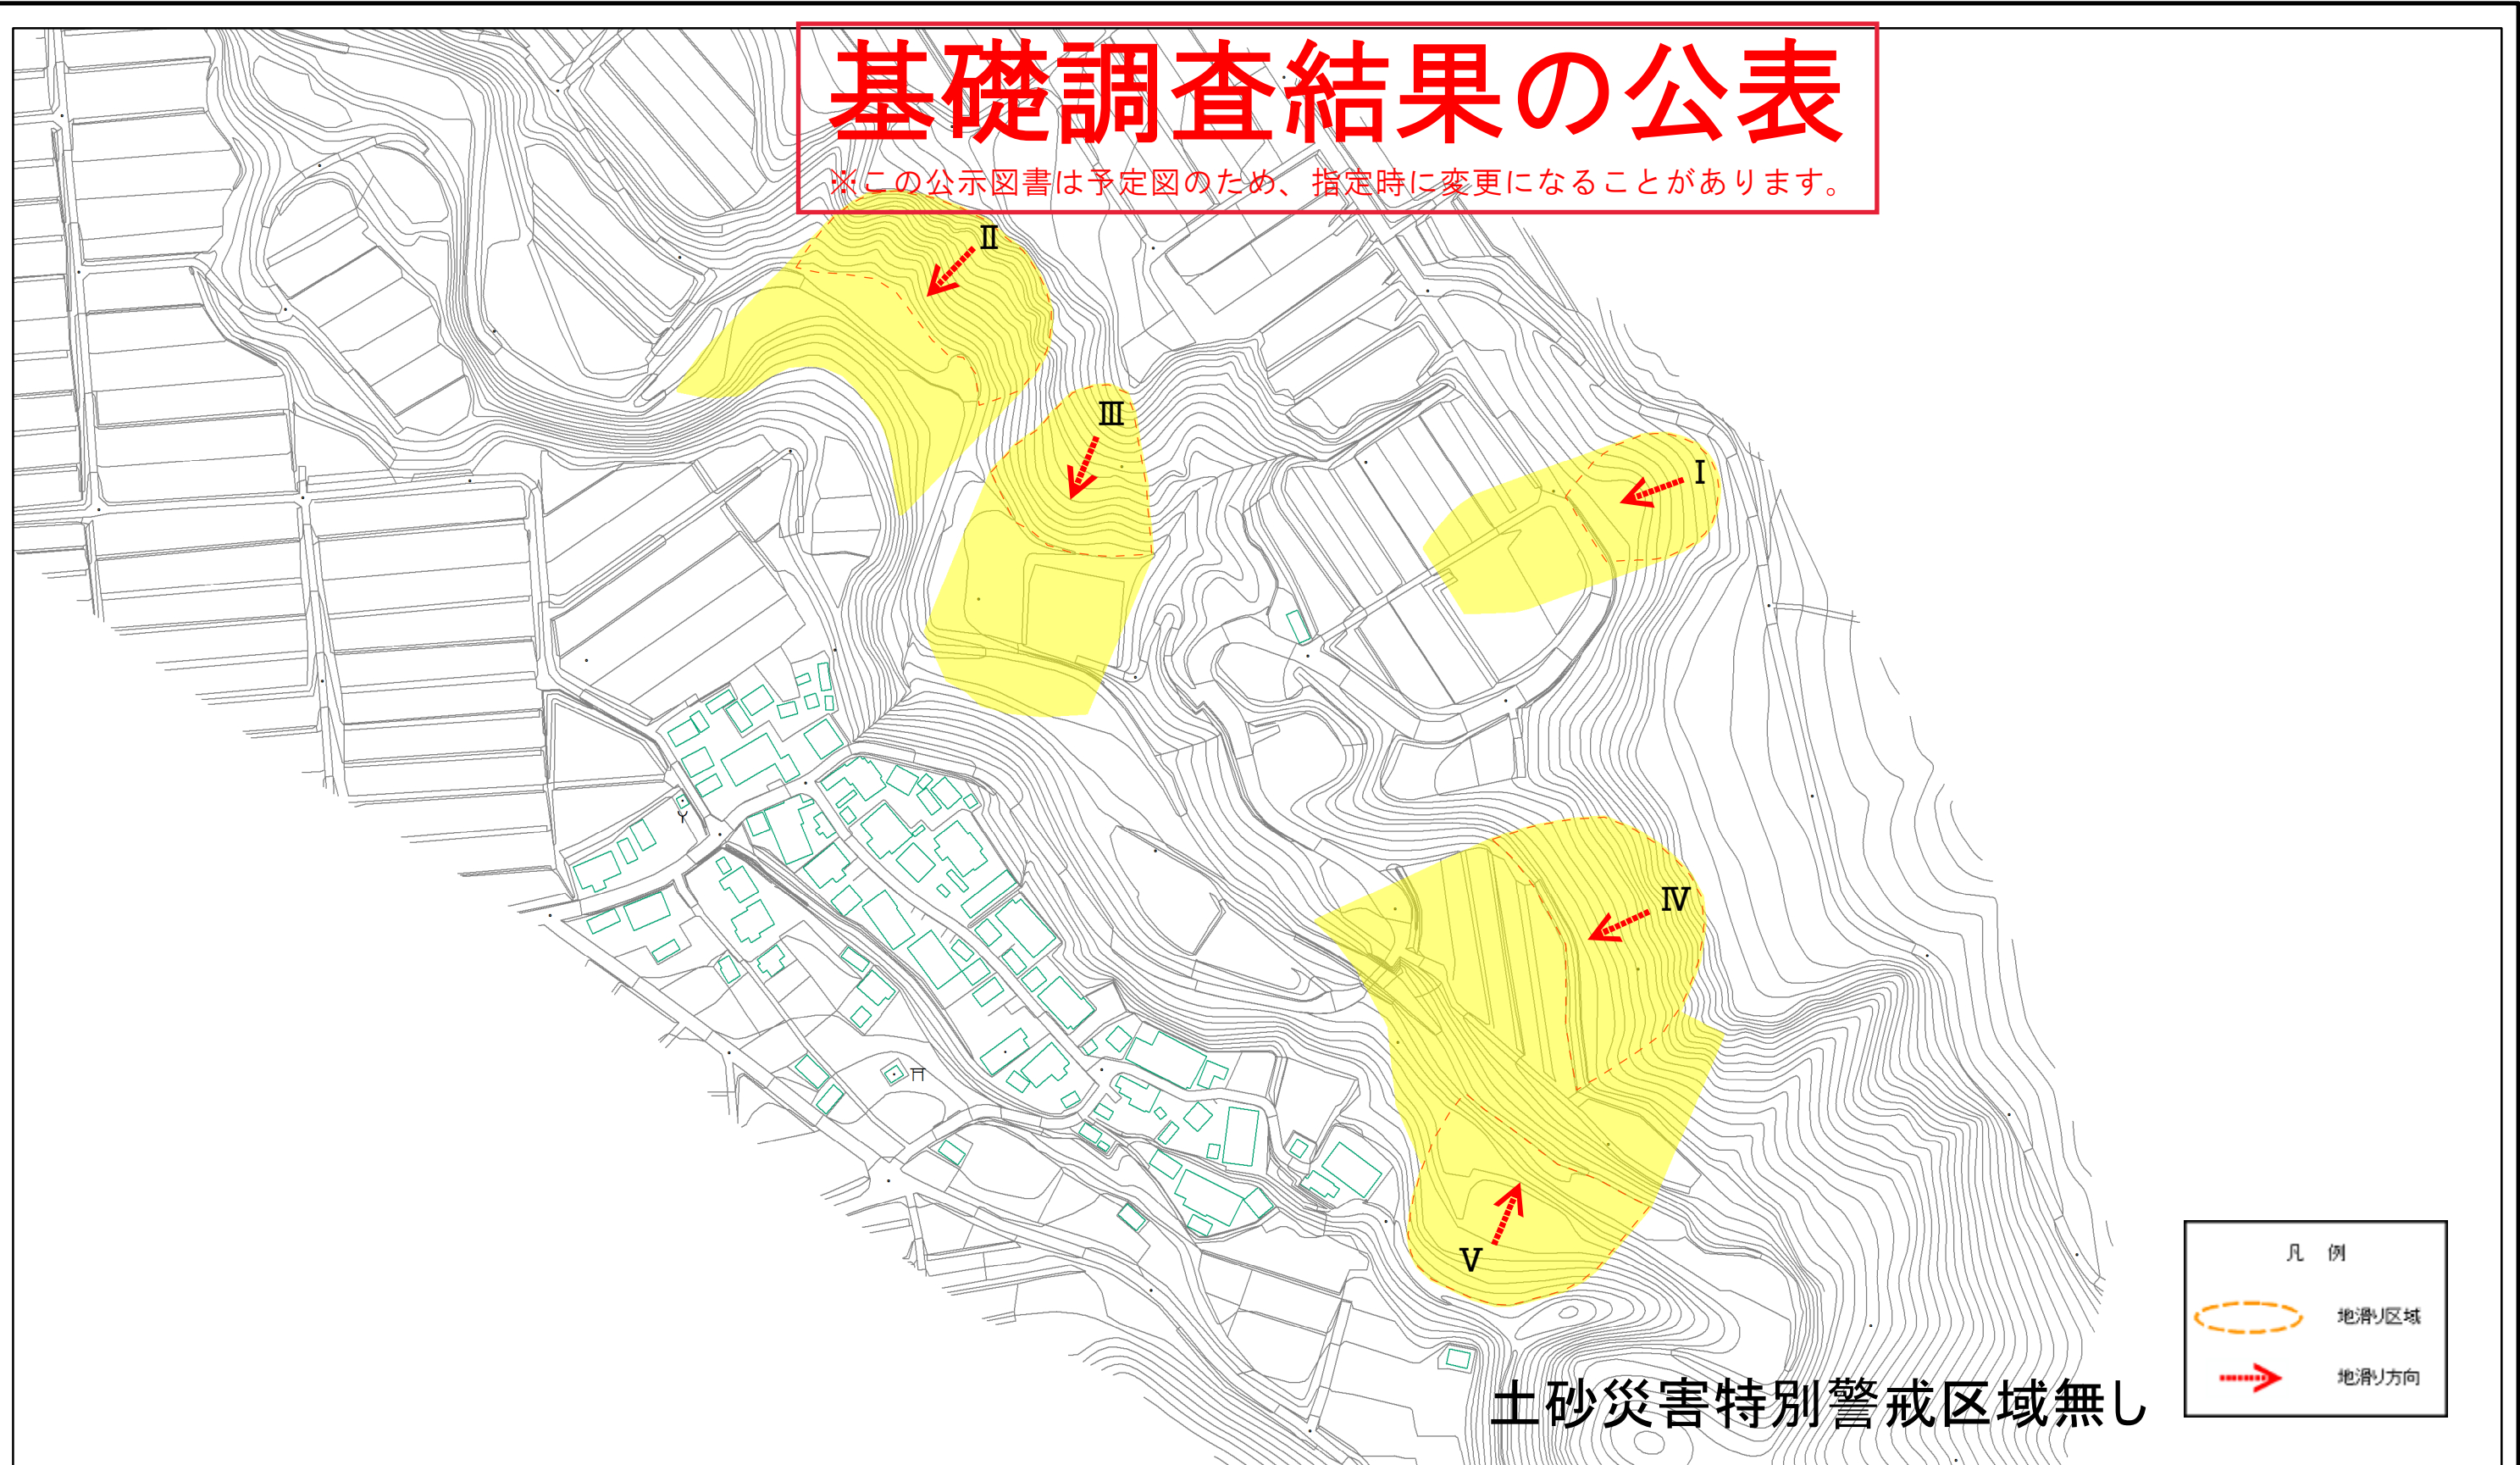 基礎調査結果の公表
※この公示図書は予定図のため、指定時に変更になることがあります。
Ⅱ
Ⅲ
Ⅰ
Ⅳ
Ⅴ
凡 例
地滑り区域
地滑り方向
土砂災害特別警戒区域無し